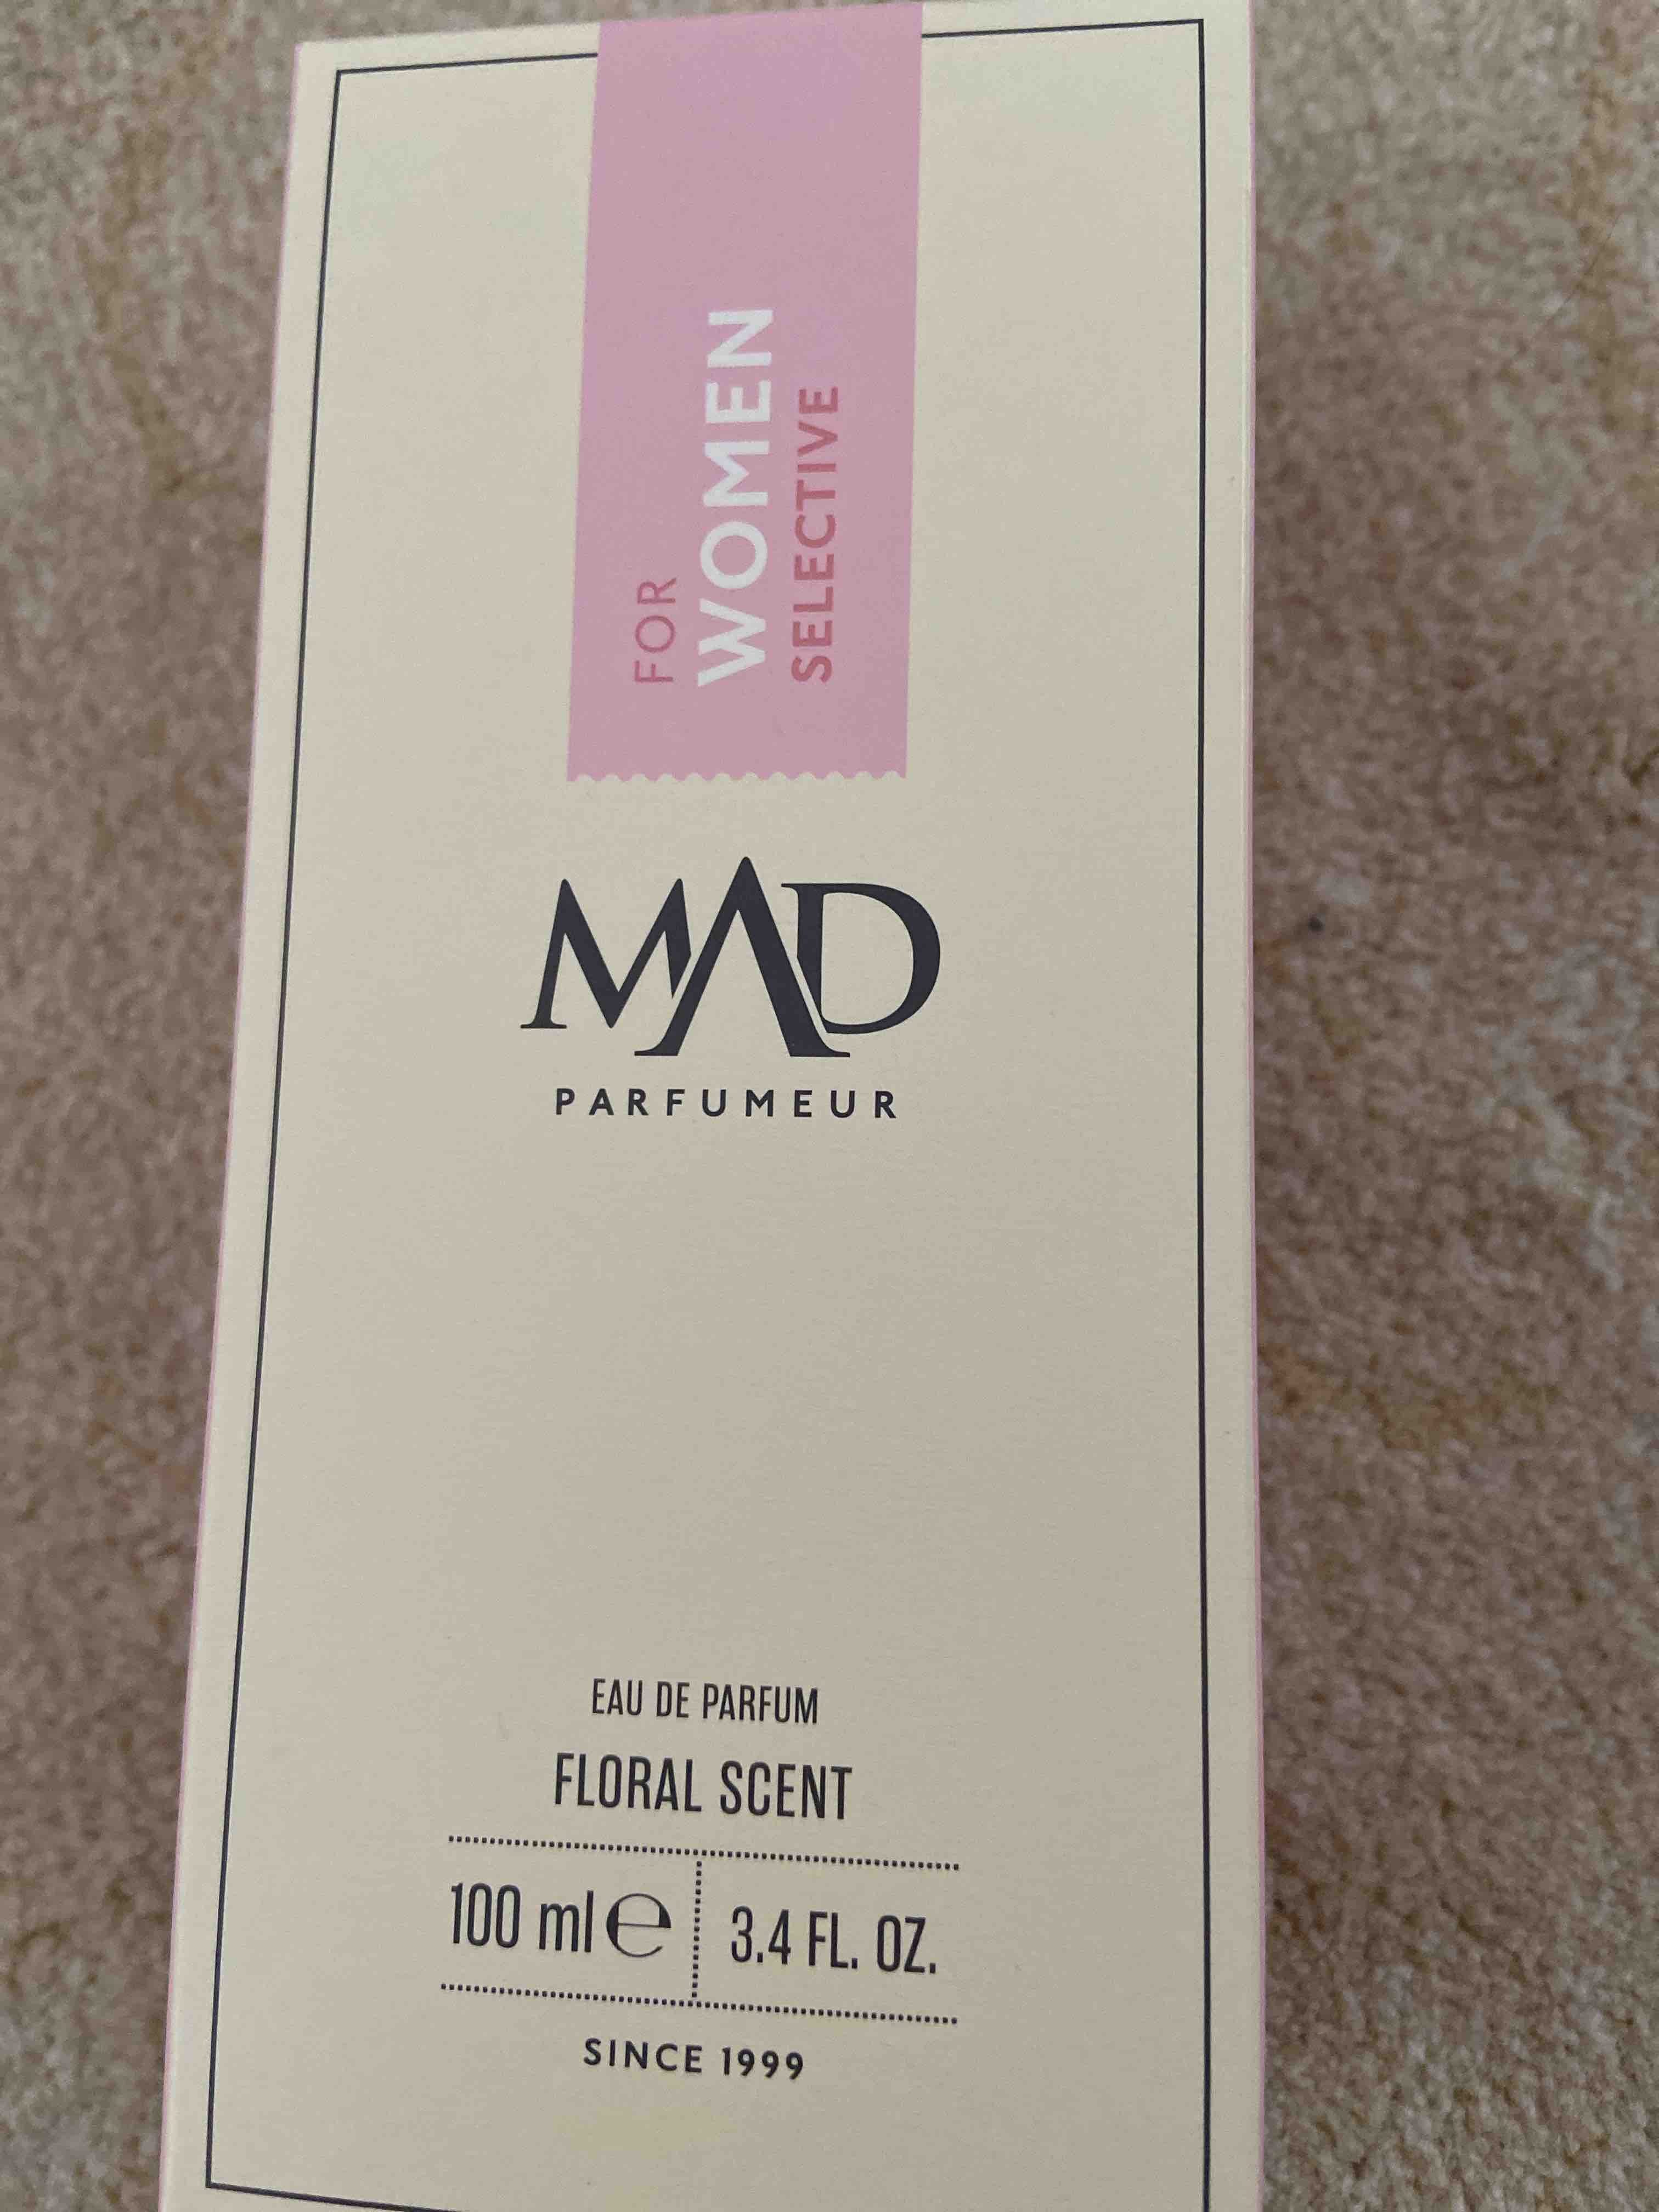 FOR
WOMEN
SELECTIVE
MAD
PARFUMEUR
EAU DE PARFUM
FLORAL SCENT
100 ml ℮ 3.4 FL. OZ.
SINCE 1999